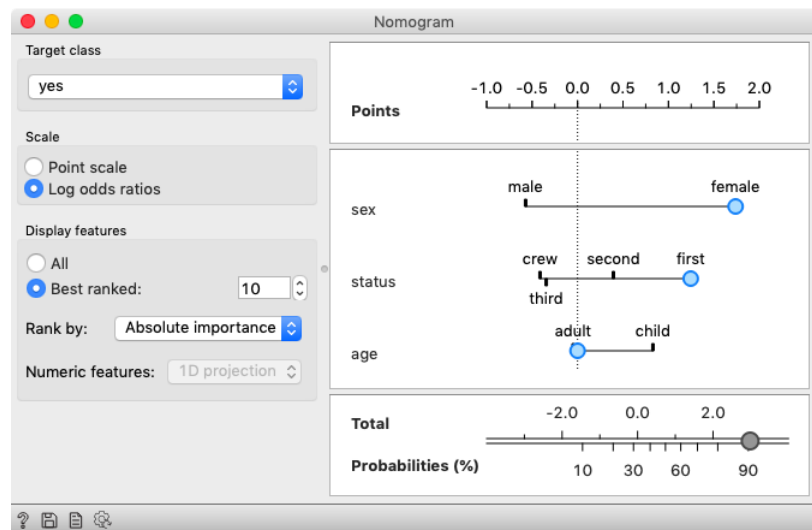 Nomogram
Target class
yes
Scale
Point scale
Log odds ratios
Display features
All
Best ranked: 10
Rank by: Absolute importance
Numeric features: 1D projection
Points
-1.0 -0.5 0.0 0.5 1.0 1.5 2.0
male female
sex
crew second first
status
third
adult child
age
Total
-2.0 0.0 2.0
Probabilities (%)
10 30 60 90
?